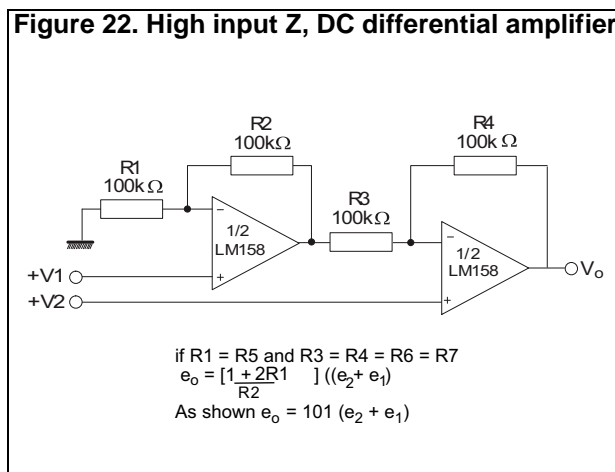 Figure 22. High input Z, DC differential amplifier
R2
100kΩ
R4
100kΩ
R1
100kΩ
R3
100kΩ
1/2
LM158
1/2
LM158
+V1
+V2
Vo
if R1 = R5 and R3 = R4 = R6 = R7
eo = [1 + 2R1 ] ((e2+ e1)
R2
As shown eo = 101 (e2 + e1)